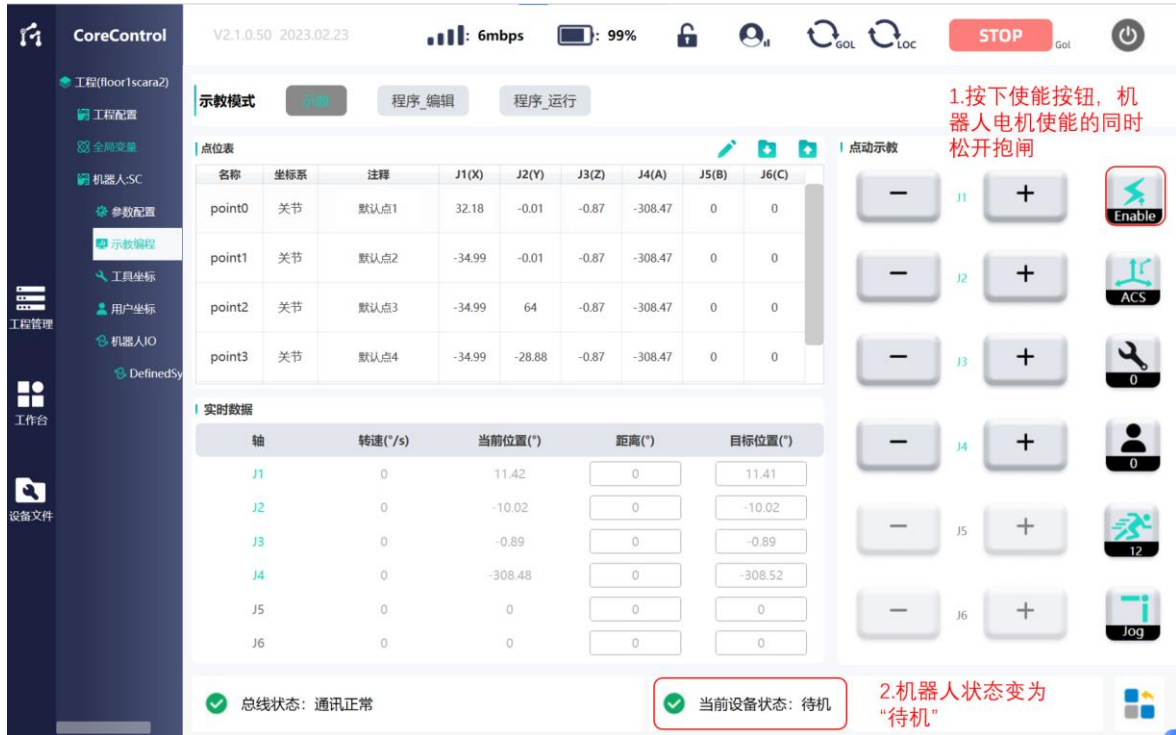 CoreControl
V2.1.0.50 2023.02.23
: 6mbps
: 99%
GOL
LOC
STOP
Gol
工程(floor1scara2)
工程配置
全局变量
机器人:SC
参数配置
示教编程
工具坐标
用户坐标
机器人IO
DefinedSy
工程管理
工作台
设备文件
示教模式 示教 程序_编辑 程序_运行
1.按下使能按钮，机
器人电机使能的同时
松开抱闸
点位表
名称 坐标系 注释 J1(X) J2(Y) J3(Z) J4(A) J5(B) J6(C)
point0 关节 默认点1 32.18 -0.01 -0.87 -308.47 0 0
point1 关节 默认点2 -34.99 -0.01 -0.87 -308.47 0 0
point2 关节 默认点3 -34.99 64 -0.87 -308.47 0 0
point3 关节 默认点4 -34.99 -28.88 -0.87 -308.47 0 0
实时数据
轴 转速(°/s) 当前位置(°) 距离(°) 目标位置(°)
J1 0 11.42 0 11.41
J2 0 -10.02 0 -10.02
J3 0 -0.89 0 -0.89
J4 0 -308.48 0 -308.52
J5 0 0 0 0
J6 0 0 0 0
点动示教
− J1 + Enable
− J2 + ACS
− J3 + 0
− J4 + 0
− J5 + 12
− J6 + Jog
总线状态：通讯正常
当前设备状态：待机
2.机器人状态变为
“待机”